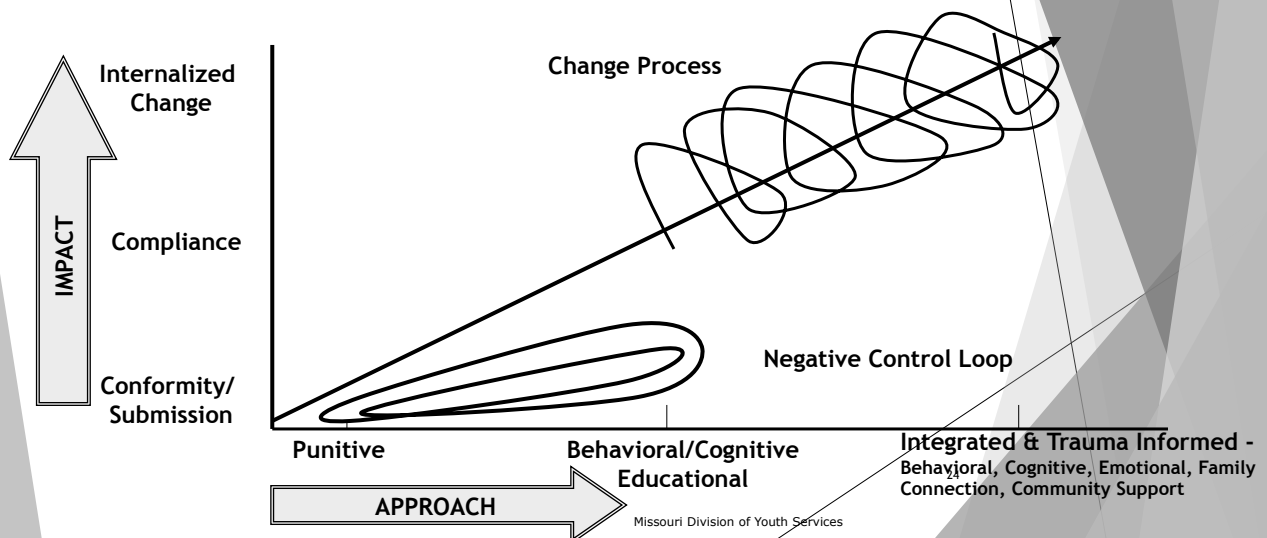 Change Process
Internalized
Change
IMPACT
Compliance
Negative Control Loop
Conformity/
Submission
Punitive
Behavioral/Cognitive
Educational
Integrated & Trauma Informed -
Behavioral, Cognitive, Emotional, Family
Connection, Community Support
24
APPROACH
Missouri Division of Youth Services